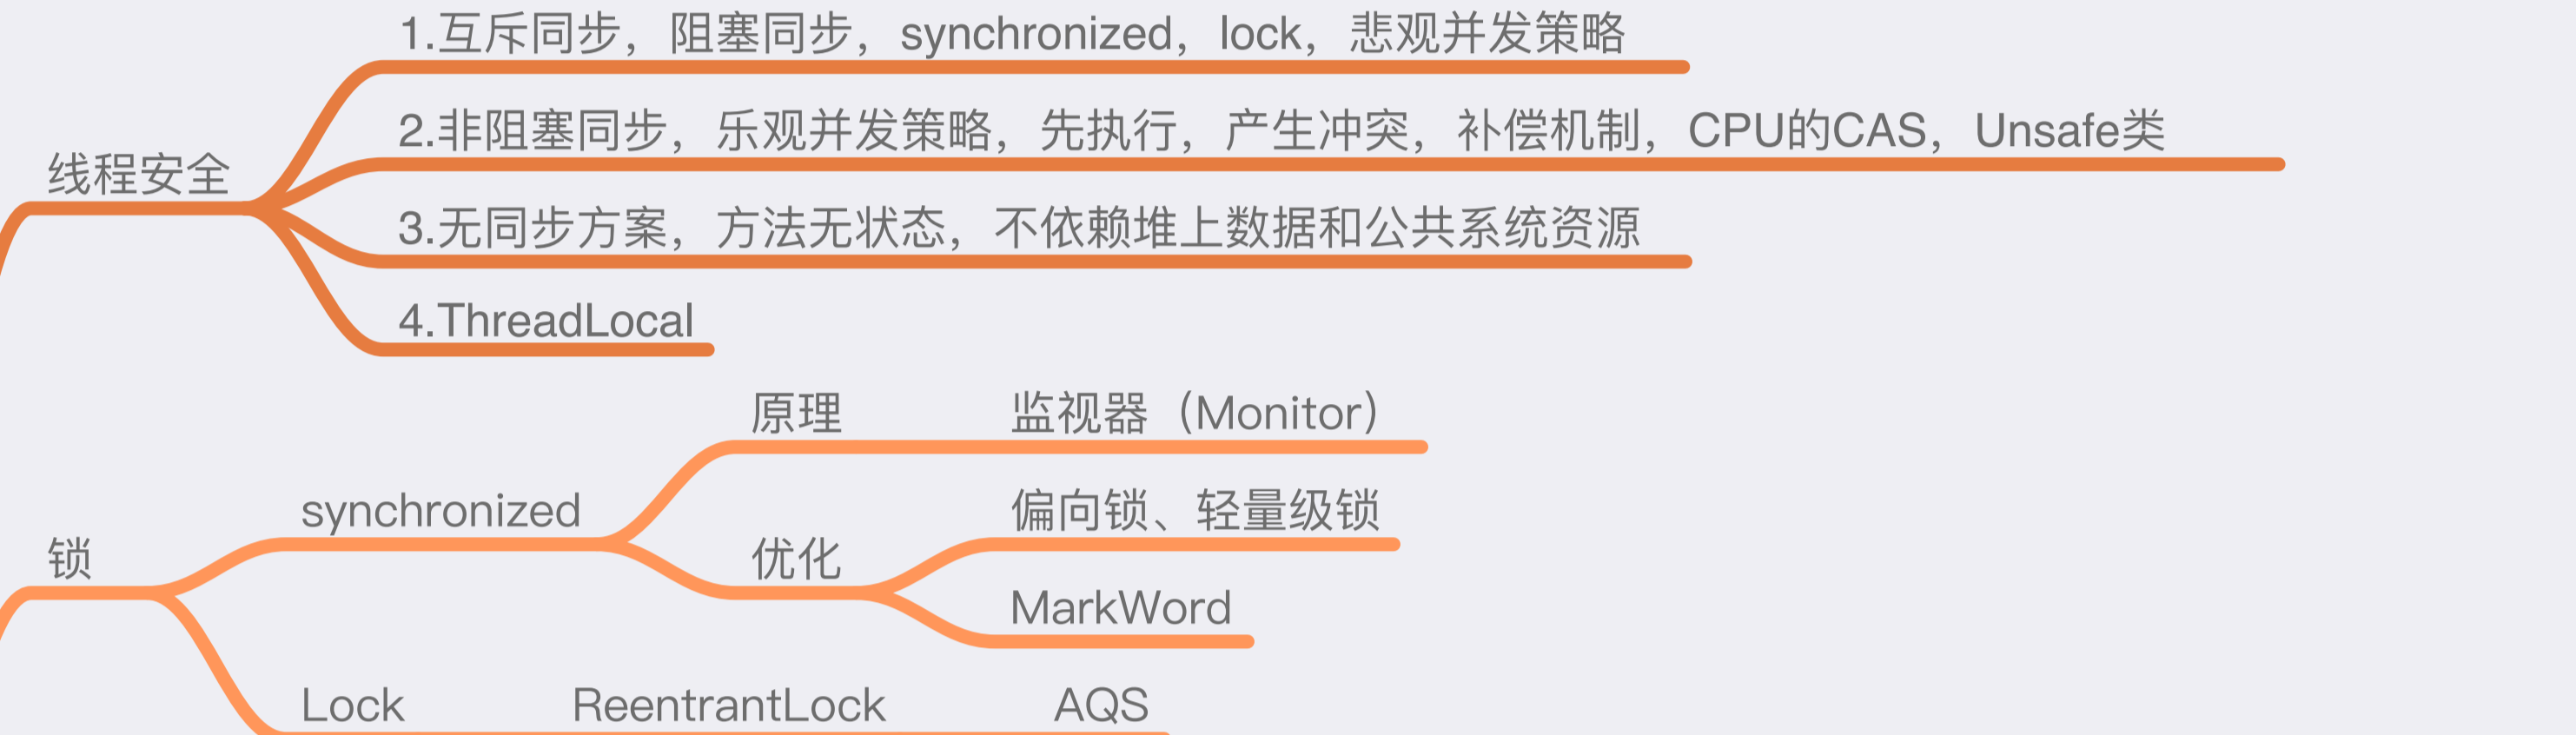 1.互斥同步，阻塞同步，synchronized，lock，悲观并发策略
2.非阻塞同步，乐观并发策略，先执行，产生冲突，补偿机制，CPU的CAS，Unsafe类
线程安全
3.无同步方案，方法无状态，不依赖堆上数据和公共系统资源
4.ThreadLocal
原理 监视器（Monitor）
synchronized
偏向锁、轻量级锁
锁
优化
MarkWord
Lock ReentrantLock AQS